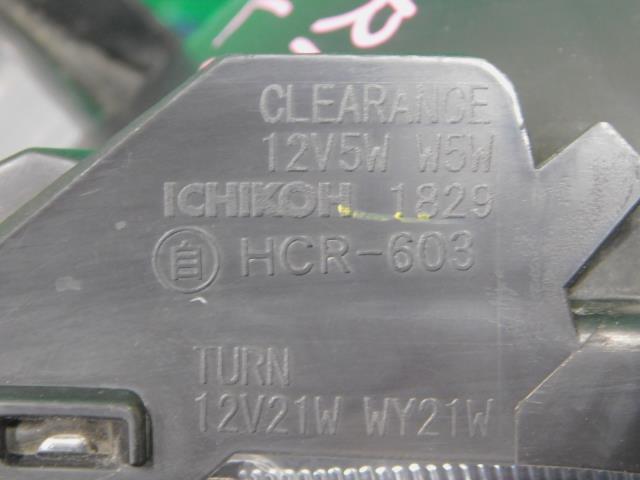 CLEARANCE
12V5W W5W
ICHIKOH 1829
自 HCR-603
TURN
12V21W WY21W